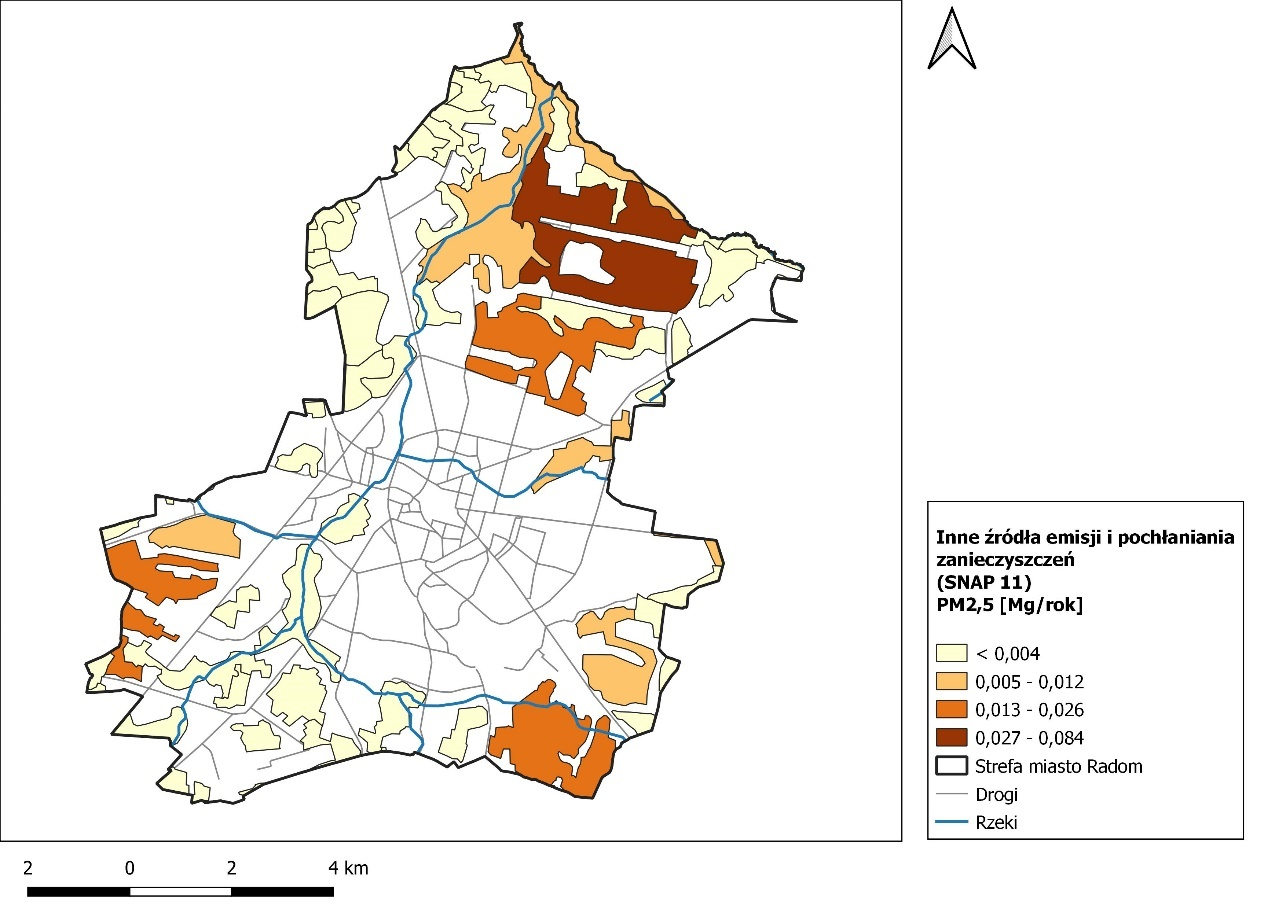 Inne źródła emisji i pochłaniania
zanieczyszczeń
(SNAP 11)
PM2,5 [Mg/rok]
< 0,004
0,005 - 0,012
0,013 - 0,026
0,027 - 0,084
Strefa miasto Radom
Drogi
Rzeki
2 0 2 4 km